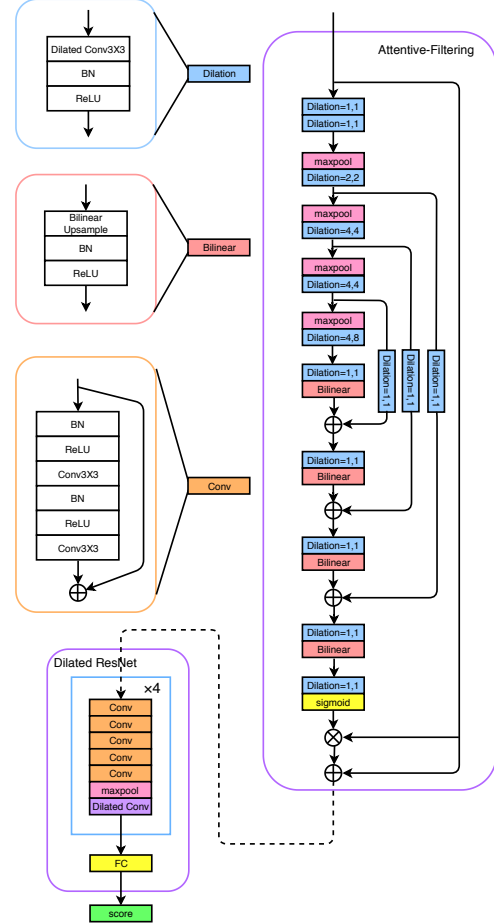 Dilated Conv3X3
BN
ReLU
Dilation
Bilinear
Upsample
BN
ReLU
Bilinear
BN
ReLU
Conv3X3
BN
ReLU
Conv3X3
Conv
Dilated ResNet
×4
Conv
Conv
Conv
Conv
Conv
maxpool
Dilated Conv
FC
score
Attentive-Filtering
Dilation=1,1
Dilation=1,1
maxpool
Dilation=2,2
maxpool
Dilation=4,4
maxpool
Dilation=4,4
maxpool
Dilation=4,8
Dilation=1,1
Bilinear
Dilation=1,1
Dilation=1,1
Dilation=1,1
Dilation=1,1
Bilinear
Dilation=1,1
Bilinear
Dilation=1,1
Bilinear
Dilation=1,1
sigmoid